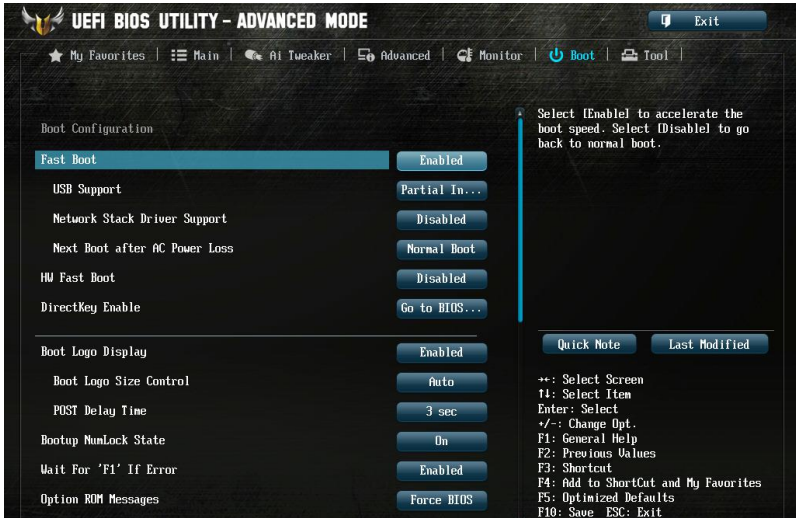 UEFI BIOS UTILITY - ADVANCED MODE
Exit
My Favorites
Main
Ai Tweaker
Advanced
Monitor
Boot
Tool
Boot Configuration
Fast Boot Enabled
USB Support Partial In...
Network Stack Driver Support Disabled
Next Boot after AC Power Loss Normal Boot
HW Fast Boot Disabled
DirectKey Enable Go to BIOS...
Boot Logo Display Enabled
Boot Logo Size Control Auto
POST Delay Time 3 sec
Bootup NumLock State On
Wait For 'F1' If Error Enabled
Option ROM Messages Force BIOS
Select [Enable] to accelerate the
boot speed. Select [Disable] to go
back to normal boot.
Quick Note
Last Modified
→←: Select Screen
↑↓: Select Item
Enter: Select
+/-: Change Opt.
F1: General Help
F2: Previous Values
F3: Shortcut
F4: Add to ShortCut and My Favorites
F5: Optimized Defaults
F10: Save ESC: Exit